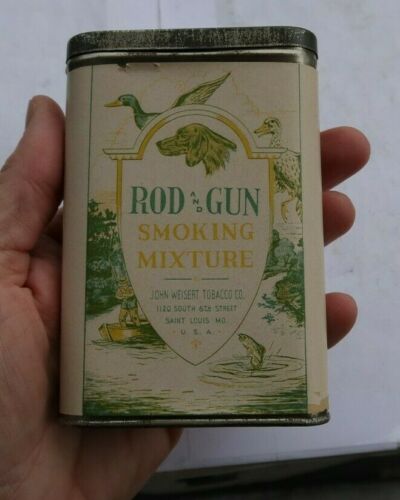 ROD AND GUN
SMOKING
MIXTURE
JOHN WEISERT TOBACCO CO.
1120 SOUTH 6TH STREET
SAINT LOUIS MO.
U. S. A.